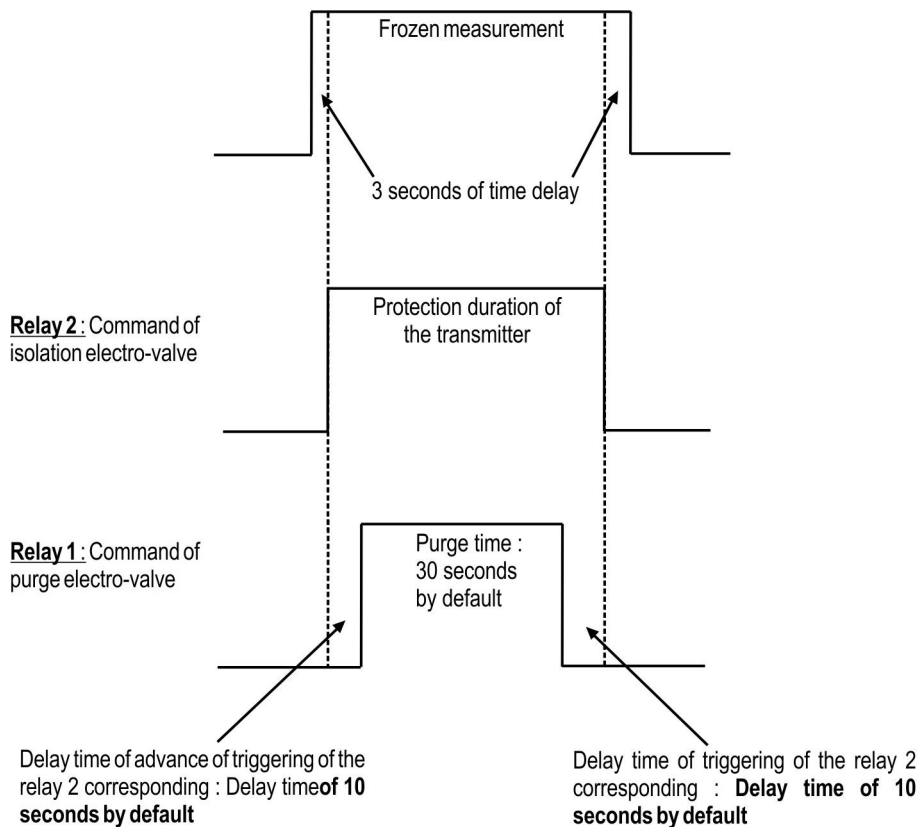 Frozen measurement
3 seconds of time delay
Relay 2 : Command of
isolation electro-valve
Protection duration of
the transmitter
Relay 1 : Command of
purge electro-valve
Purge time :
30 seconds
by default
Delay time of advance of triggering of the
relay 2 corresponding : Delay timeof 10
seconds by default
Delay time of triggering of the relay 2
corresponding : Delay time of 10
seconds by default